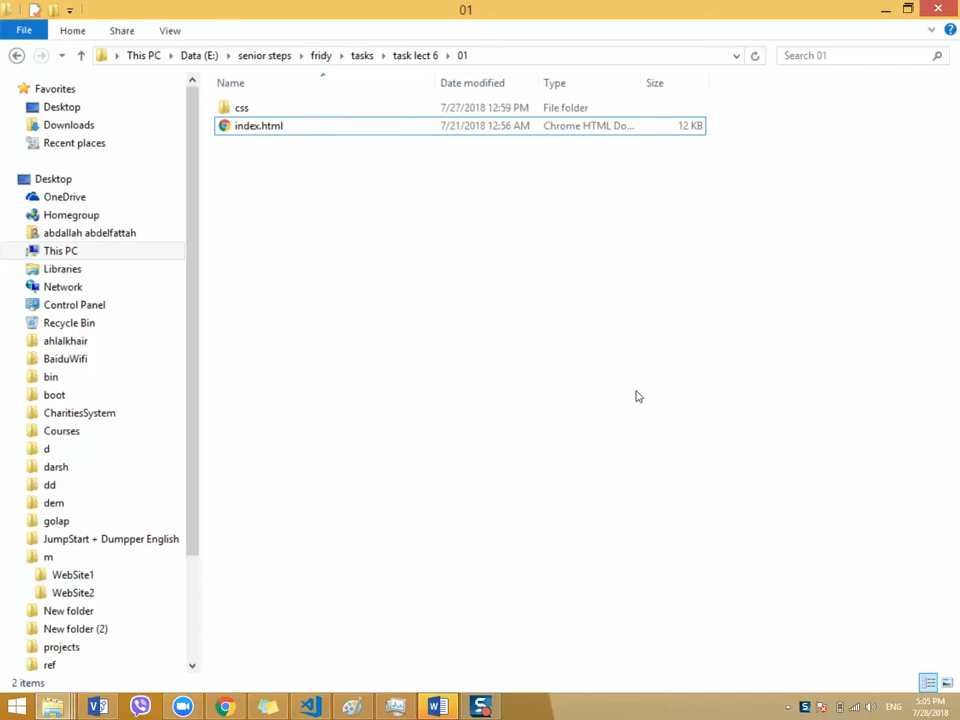 01
File
Home
Share
View
This PC
Data (E:)
senior steps
fridy
tasks
task lect 6
01
Search 01
Name
Date modified
Type
Size
css
7/27/2018 12:59 PM
File folder
index.html
7/21/2018 12:56 AM
Chrome HTML Do...
12 KB
Favorites
Desktop
Downloads
Recent places
Desktop
OneDrive
Homegroup
abdallah abdelfattah
This PC
Libraries
Network
Control Panel
Recycle Bin
ahlalkhair
BaiduWifi
bin
boot
CharitiesSystem
Courses
d
darsh
dd
dem
golap
JumpStart + Dumpper English
m
WebSite1
WebSite2
New folder
New folder (2)
projects
ref
2 items
ENG
5:05 PM
7/28/2018